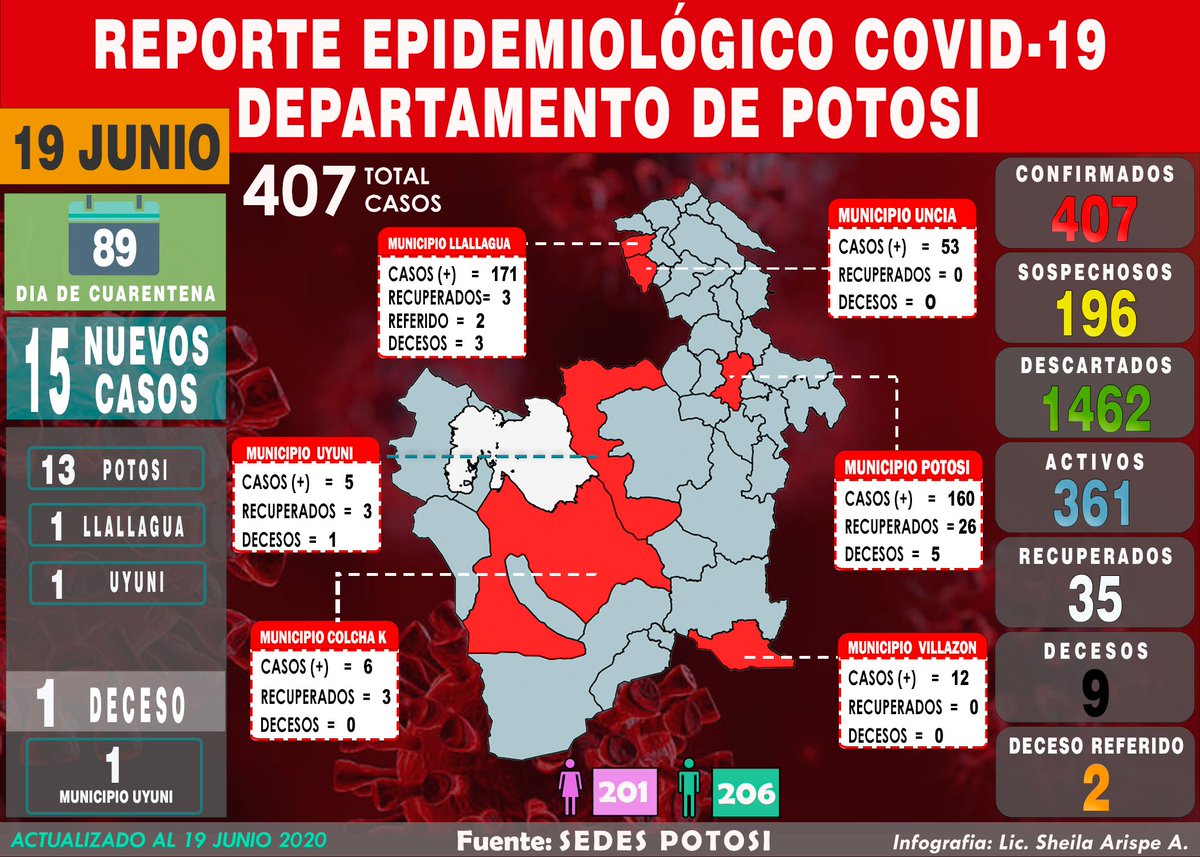 REPORTE EPIDEMIOLÓGICO COVID-19
DEPARTAMENTO DE POTOSI
19 JUNIO
89
DIA DE CUARENTENA
15 NUEVOS CASOS
13 POTOSI
1 LLALLAGUA
1 UYUNI
1 DECESO
1
MUNICIPIO UYUNI
407 TOTAL CASOS
MUNICIPIO LLALLAGUA
CASOS (+) = 171
RECUPERADOS= 3
REFERIDO = 2
DECESOS = 3
MUNICIPIO UNCIA
CASOS (+) = 53
RECUPERADOS = 0
DECESOS = 0
MUNICIPIO UYUNI
CASOS (+) = 5
RECUPERADOS = 3
DECESOS = 1
MUNICIPIO POTOSI
CASOS (+) = 160
RECUPERADOS = 26
DECESOS = 5
MUNICIPIO COLCHA K
CASOS (+) = 6
RECUPERADOS = 3
DECESOS = 0
MUNICIPIO VILLAZON
CASOS (+) = 12
RECUPERADOS = 0
DECESOS = 0
201
206
CONFIRMADOS
407
SOSPECHOSOS
196
DESCARTADOS
1462
ACTIVOS
361
RECUPERADOS
35
DECESOS
9
DECESO REFERIDO
2
ACTUALIZADO AL 19 JUNIO 2020
Fuente: SEDES POTOSI
Infografia: Lic. Sheila Arispe A.